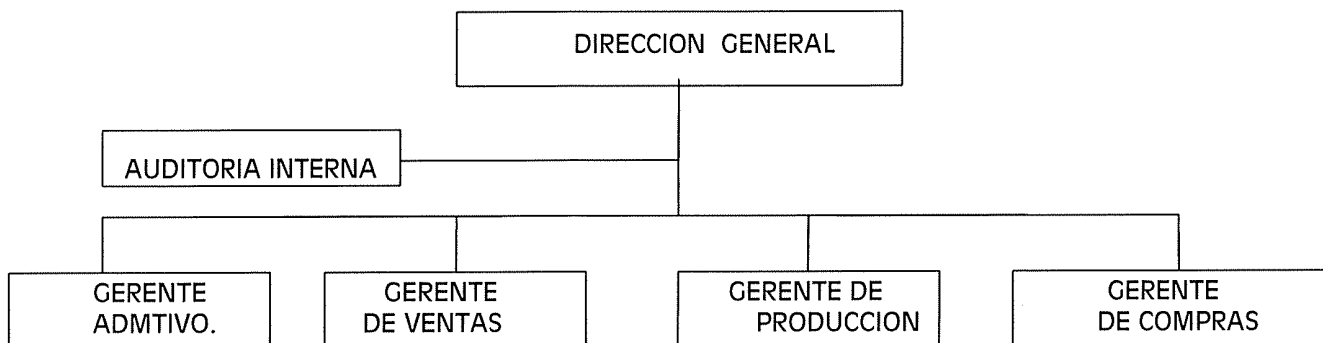 DIRECCION GENERAL
AUDITORIA INTERNA
GERENTE
ADMTIVO.
GERENTE
DE VENTAS
GERENTE DE
PRODUCCION
GERENTE
DE COMPRAS